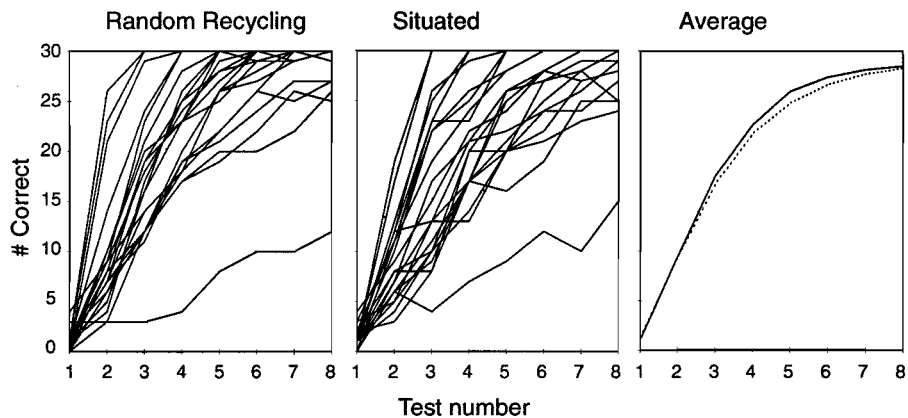 Random Recycling
Situated
Average
# Correct
30
25
20
15
10
5
0
1 2 3 4 5 6 7 8
1 2 3 4 5 6 7 8
1 2 3 4 5 6 7 8
Test number